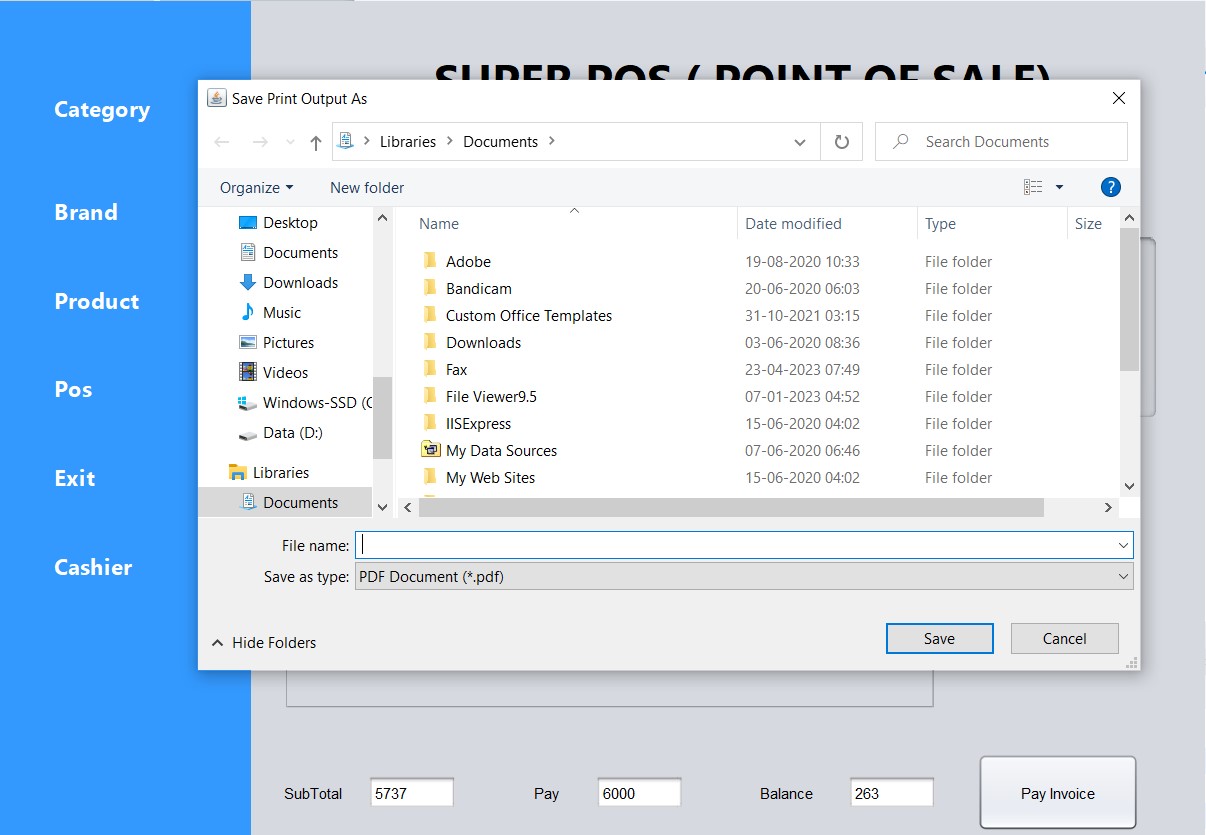 SUPER POS ( POINT OF SALE)
Category
Brand
Product
Pos
Exit
Cashier
Save Print Output As
Libraries > Documents >
Search Documents
Organize
New folder
?
Desktop
Documents
Downloads
Music
Pictures
Videos
Windows-SSD (C
Data (D:)
Libraries
Documents
Name Date modified Type Size
Adobe 19-08-2020 10:33 File folder
Bandicam 20-06-2020 06:03 File folder
Custom Office Templates 31-10-2021 03:15 File folder
Downloads 03-06-2020 08:36 File folder
Fax 23-04-2023 07:49 File folder
File Viewer9.5 07-01-2023 04:52 File folder
IISExpress 15-06-2020 04:02 File folder
My Data Sources 07-06-2020 06:46 File folder
My Web Sites 15-06-2020 04:02 File folder
File name:
Save as type: PDF Document (*.pdf)
Hide Folders
Save
Cancel
SubTotal 5737 Pay 6000 Balance 263 Pay Invoice